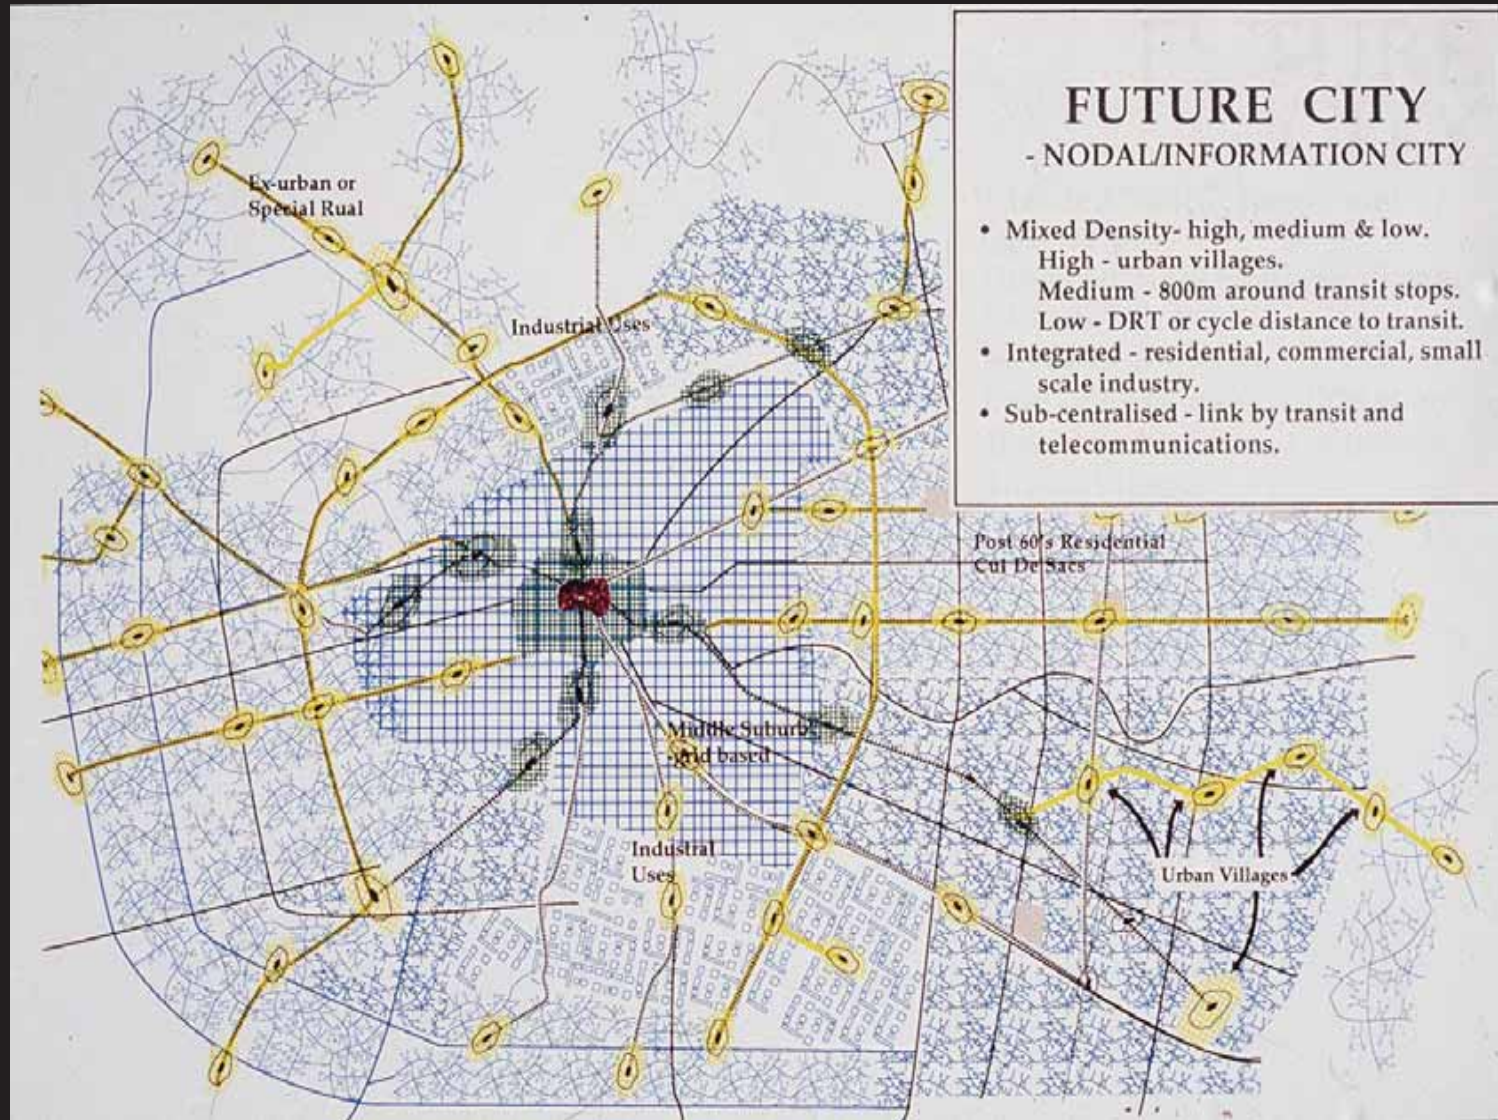 FUTURE CITY
- NODAL/INFORMATION CITY
• Mixed Density- high, medium & low.
High - urban villages.
Medium - 800m around transit stops.
Low - DRT or cycle distance to transit.
• Integrated - residential, commercial, small
scale industry.
• Sub-centralised - link by transit and
telecommunications.
Ex-urban or
Special Rual
Industrial Uses
Post 60's Residential
Cul De Sacs
Middle Suburb
-grid based
Industrial
Uses
Urban Villages